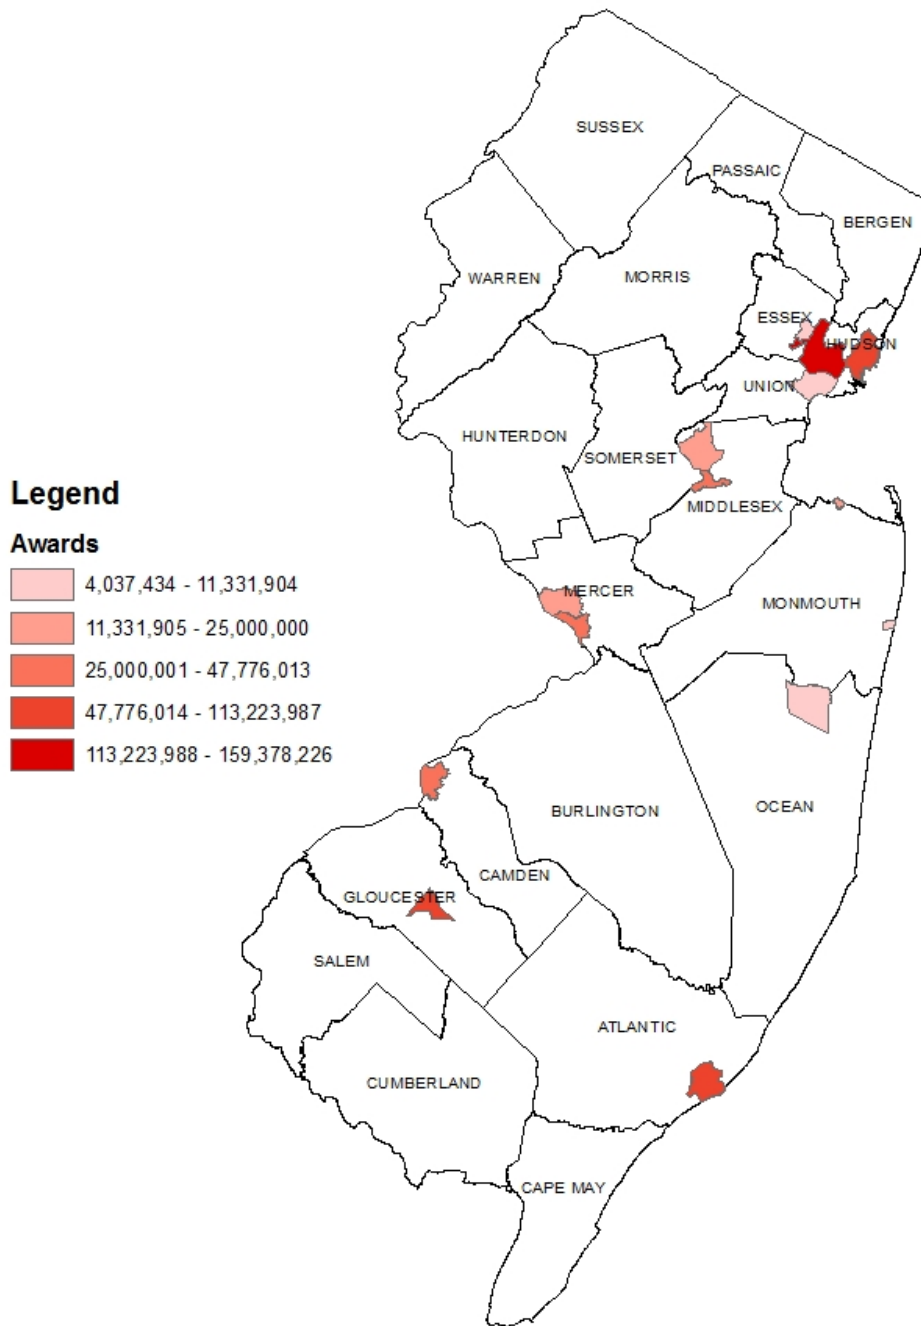 SUSSEX
PASSAIC
BERGEN
WARREN
MORRIS
ESSEX
HUDSON
UNION
HUNTERDON
SOMERSET
MIDDLESEX
MERCER
MONMOUTH
OCEAN
BURLINGTON
CAMDEN
GLOUCESTER
SALEM
ATLANTIC
CUMBERLAND
CAPE MAY
Legend
Awards
4,037,434 - 11,331,904
11,331,905 - 25,000,000
25,000,001 - 47,776,013
47,776,014 - 113,223,987
113,223,988 - 159,378,226